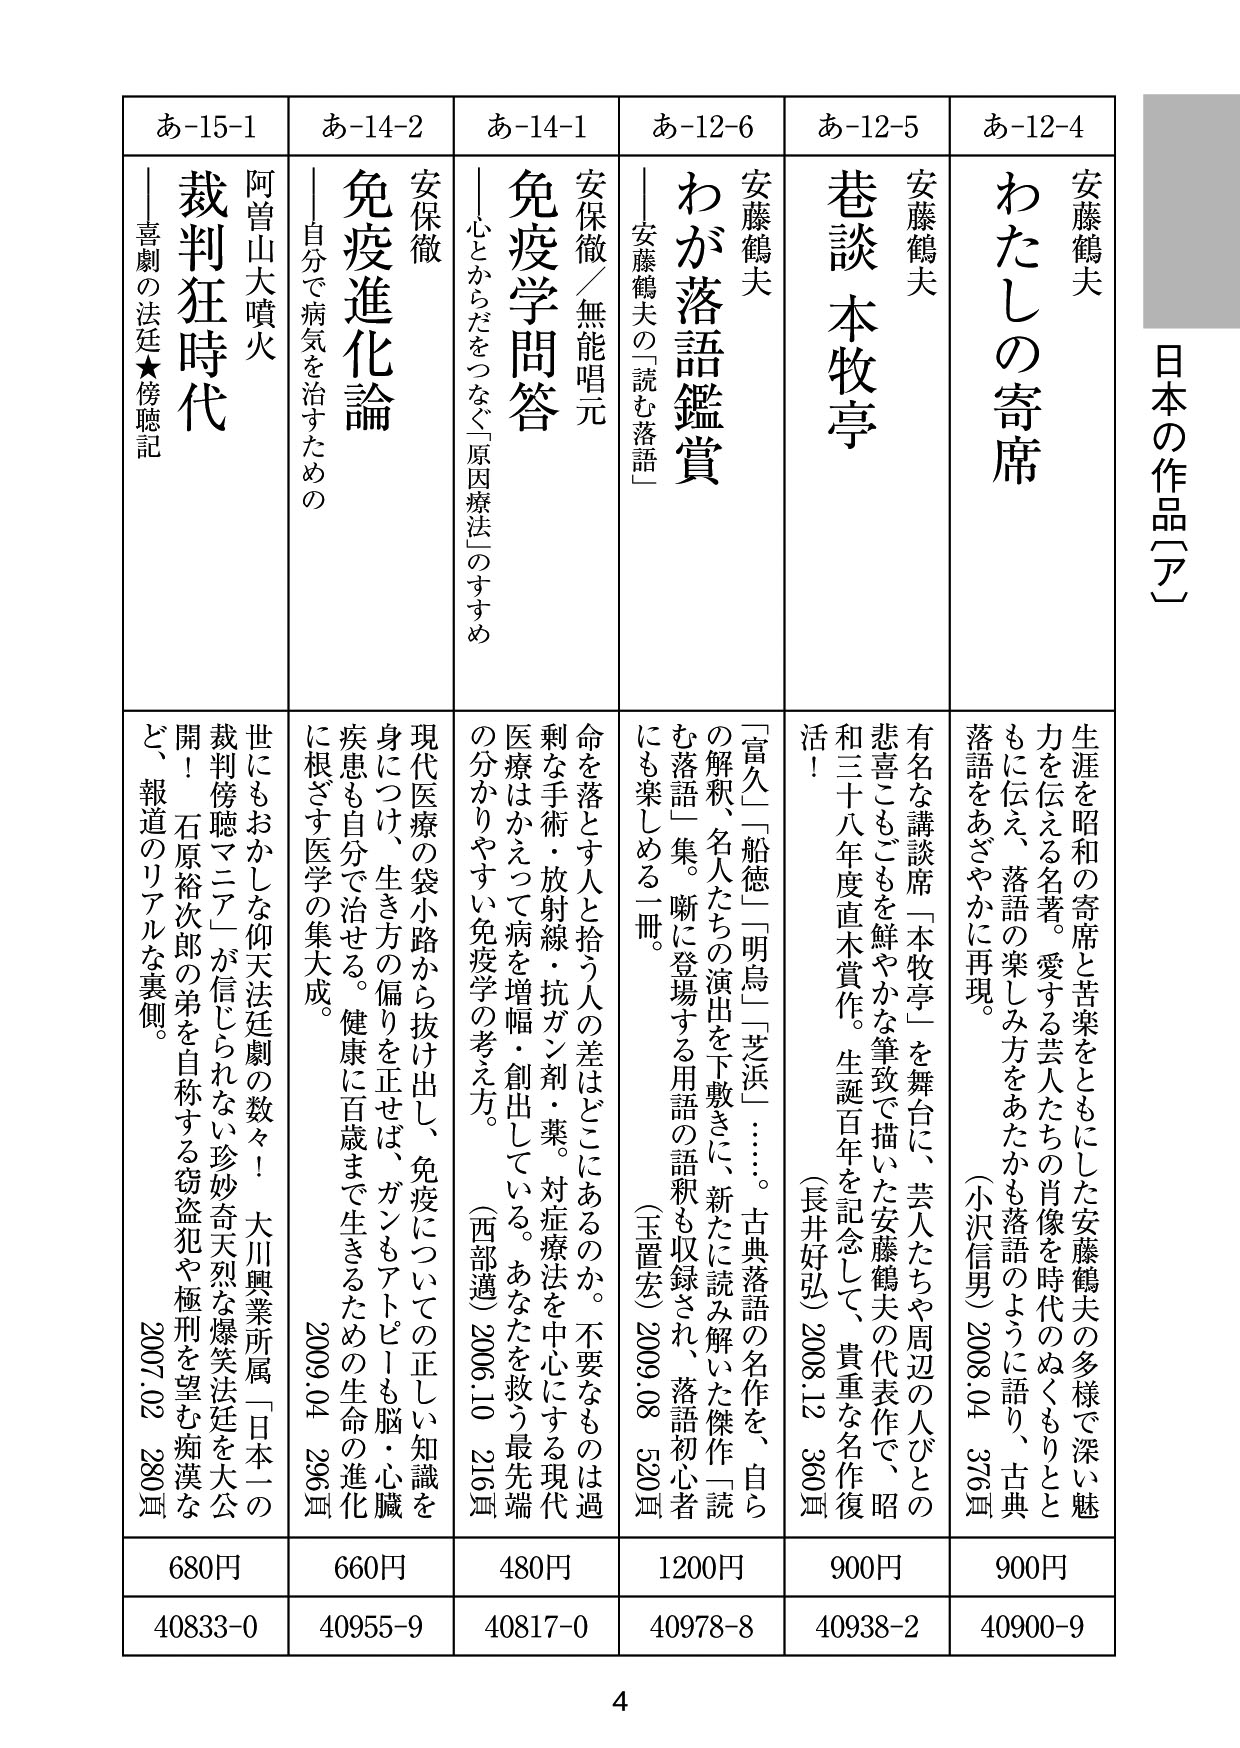 日本の作品〔ア〕
あ-12-4
安藤鶴夫
わたしの寄席
生涯を昭和の寄席と苦楽をともにした安藤鶴夫の多様で深い魅
力を伝える名著。愛する芸人たちの肖像を時代のぬくもりとと
もに伝え、落語の楽しみ方をあたかも落語のように語り、古典
落語をあざやかに再現。
（小沢信男）2008.04 376頁
900円
40900-9
あ-12-5
安藤鶴夫
巷談 本牧亭
有名な講談席「本牧亭」を舞台に、芸人たちや周辺の人びとの
悲喜こもごもを鮮やかな筆致で描いた安藤鶴夫の代表作で、昭
和三十八年度直木賞作。生誕百年を記念して、貴重な名作復
活！
（長井好弘）2008.12 360頁
900円
40938-2
あ-12-6
安藤鶴夫
わが落語鑑賞
――安藤鶴夫の「読む落語」
「富久」「船徳」「明烏」「芝浜」……。古典落語の名作を、自ら
の解釈、名人たちの演出を下敷きに、新たに読み解いた傑作「読
む落語」集。噺に登場する用語の語釈も収録され、落語初心者
にも楽しめる一冊。
（玉置宏）2009.08 520頁
1200円
40978-8
あ-14-1
安保徹／無能唱元
免疫学問答
――心とからだをつなぐ「原因療法」のすすめ
命を落とす人と拾う人の差はどこにあるのか。不要なものは過
剰な手術・放射線・抗ガン剤・薬。対症療法を中心にする現代
医療はかえって病を増幅・創出している。あなたを救う最先端
の分かりやすい免疫学の考え方。
（西部邁）2006.10 216頁
480円
40817-0
あ-14-2
安保徹
免疫進化論
――自分で病気を治すための
現代医療の袋小路から抜け出し、免疫についての正しい知識を
身につけ、生き方の偏りを正せば、ガンもアトピーも脳・心臓
疾患も自分で治せる。健康に百歳まで生きるための生命の進化
に根ざす医学の集大成。
2009.04 296頁
660円
40955-9
あ-15-1
阿曽山大噴火
裁判狂時代
――喜劇の法廷★傍聴記
世にもおかしな仰天法廷劇の数々！　大川興業所属「日本一の
裁判傍聴マニア」が信じられない珍妙奇天烈な爆笑法廷を大公
開！　石原裕次郎の弟を自称する窃盗犯や極刑を望む痴漢な
ど、報道のリアルな裏側。
2007.02 280頁
680円
40833-0
4